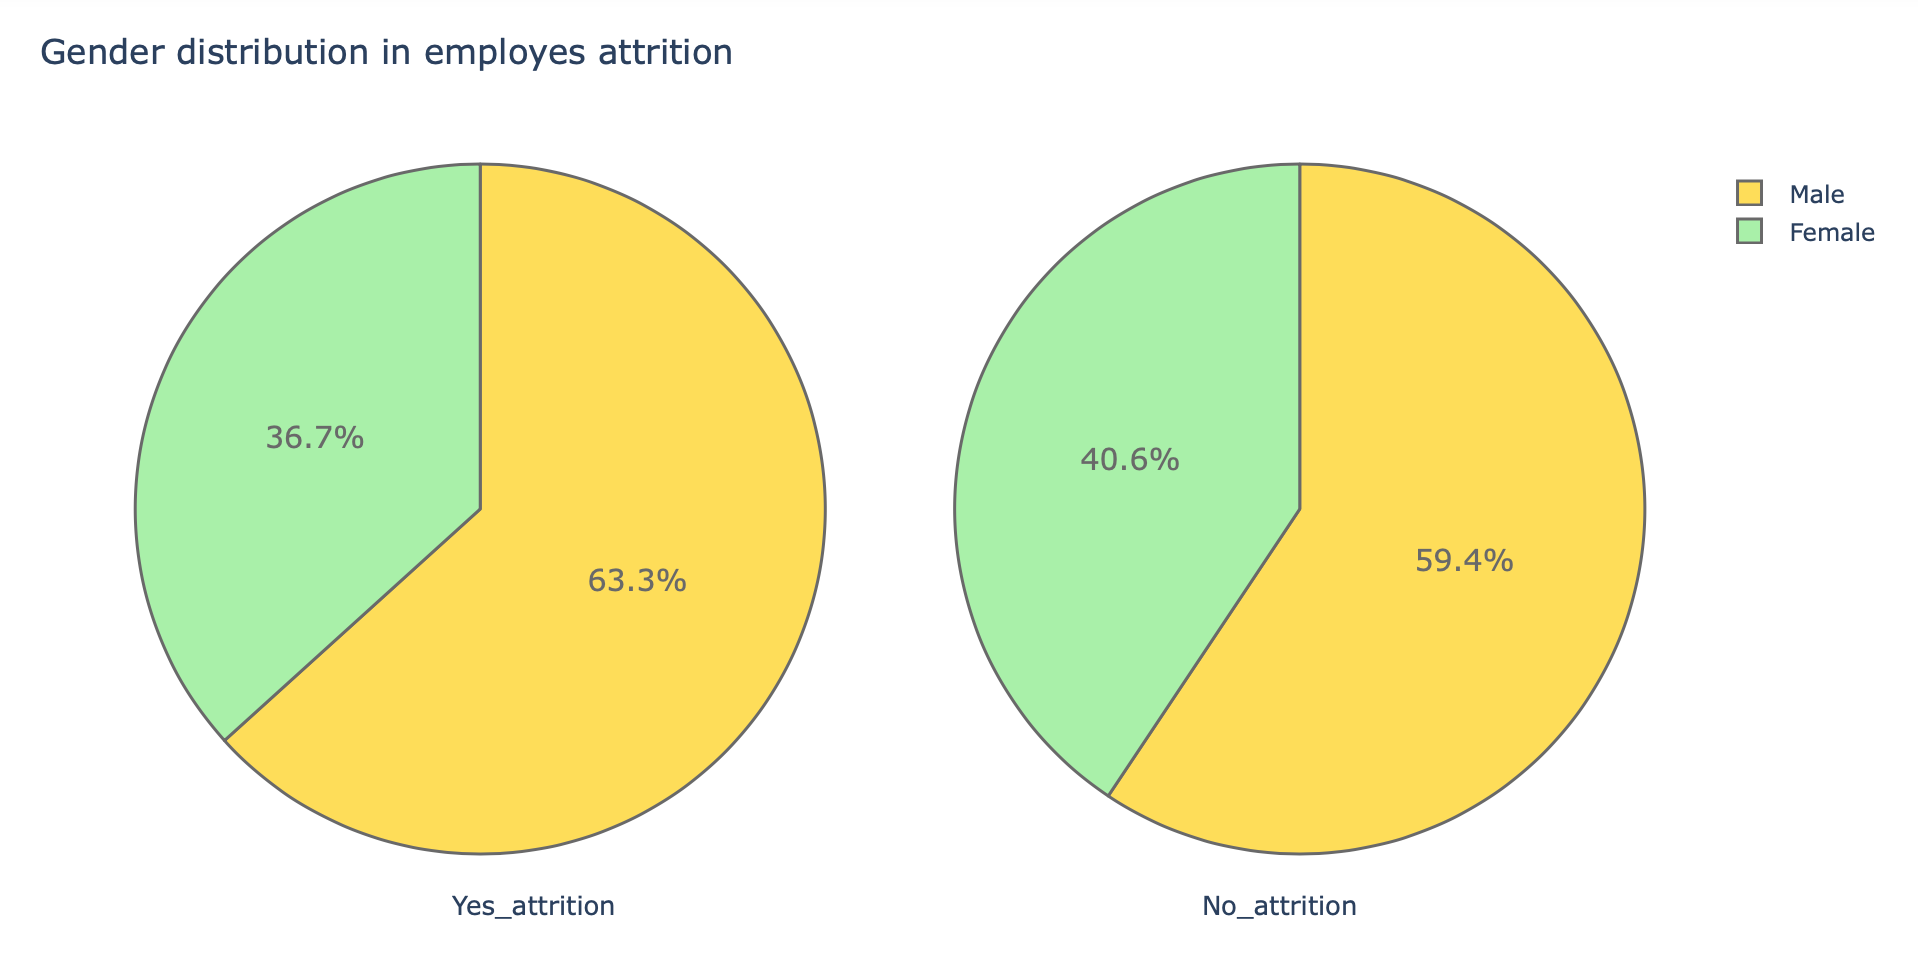 Gender distribution in employes attrition
Male
Female
36.7%
63.3%
40.6%
59.4%
Yes_attrition
No_attrition